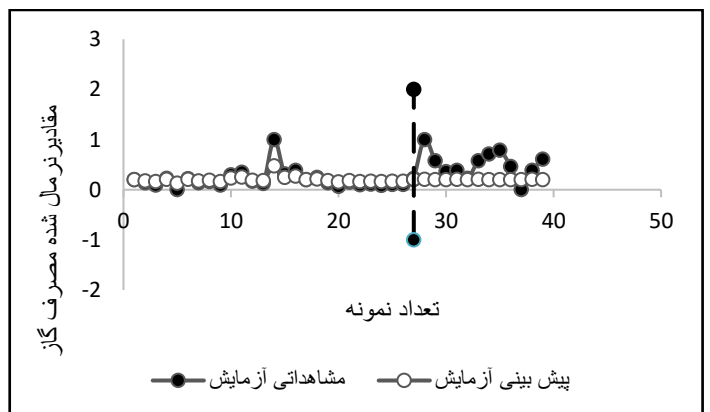 3
2
1
0
-1
-2
0 10 20 30 40 50
مقادیر نرمال شده مصرف گاز
تعداد نمونه
مشاهداتی آزمایش پیش بینی آزمایش